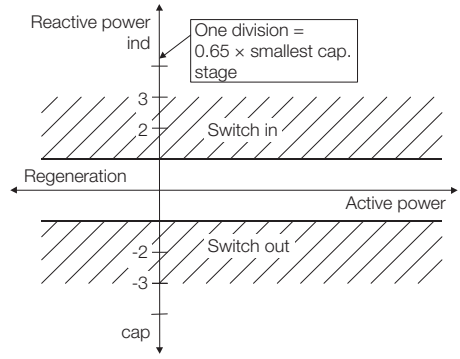 Reactive power
ind
One division =
0.65 × smallest cap.
stage
3
2
Switch in
Regeneration
Active power
Switch out
-2
-3
cap